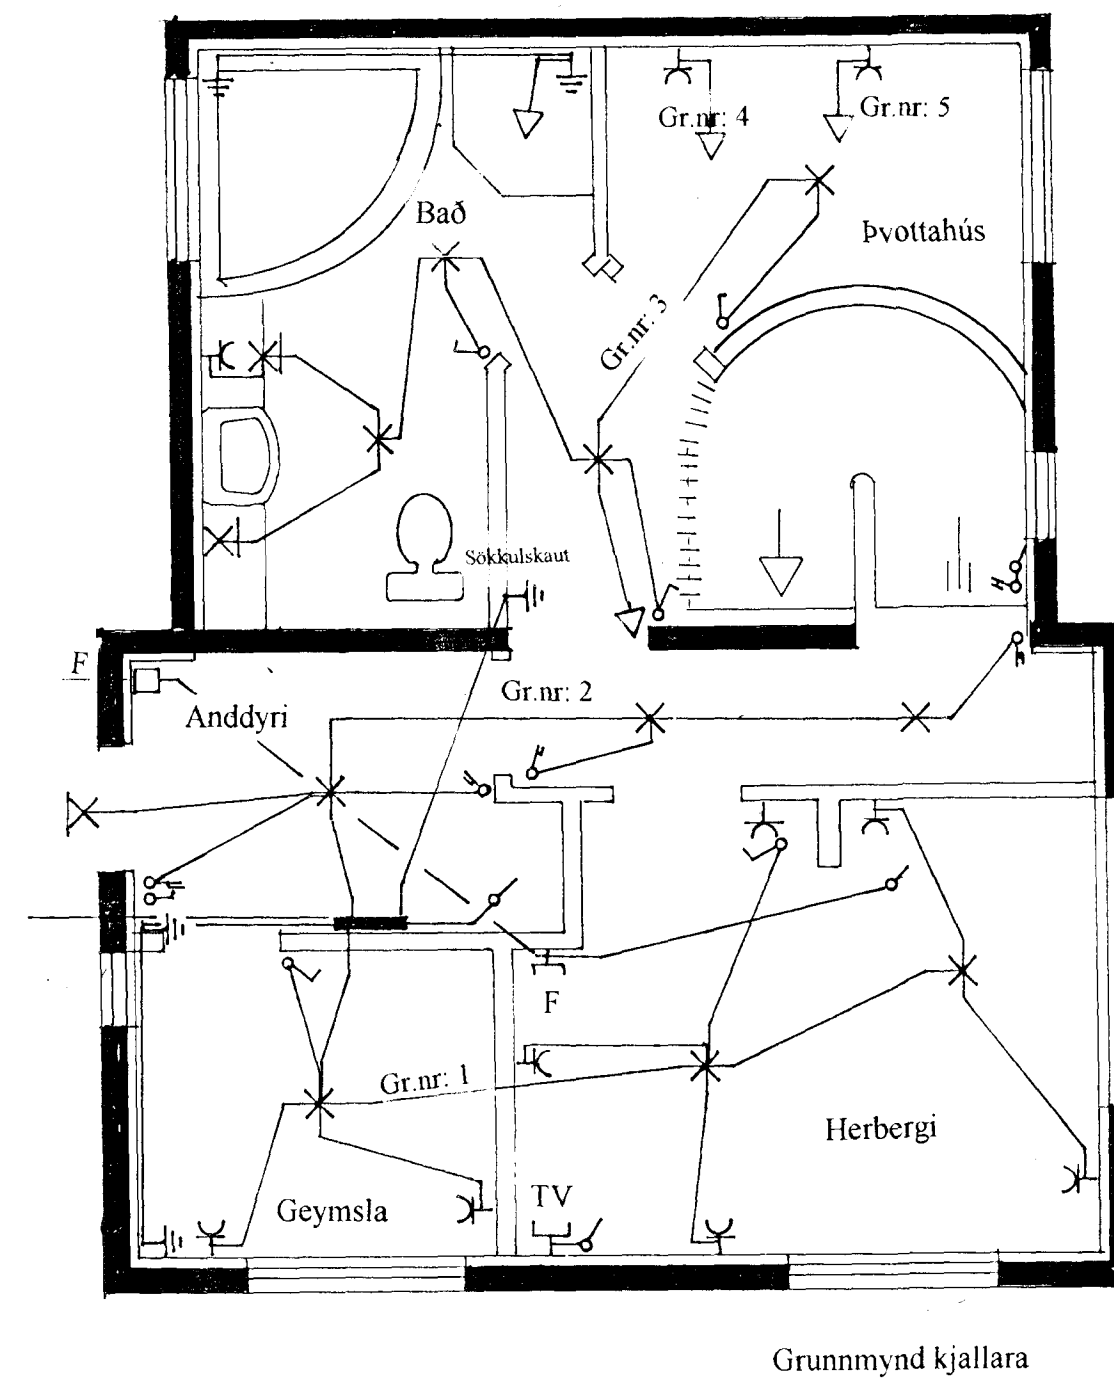 Gr.nr: 4
Gr.nr: 5
Bað
Þvottahús
Gr.nr: 3
Sökkulskaut
F
Gr.nr: 2
Anddyri
F
Gr.nr: 1
Herbergi
TV
Geymsla
Grunnmynd kjallara